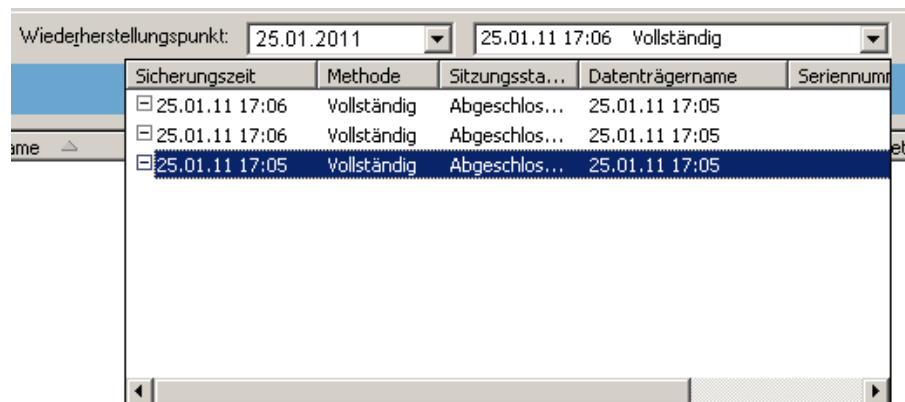 Wiederherstellungspunkt: 25.01.2011 25.01.11 17:06 Vollständig
Sicherungszeit Methode Sitzungssta... Datenträgername Seriennumr
25.01.11 17:06 Vollständig Abgeschlos... 25.01.11 17:05
25.01.11 17:06 Vollständig Abgeschlos... 25.01.11 17:05
ame et
25.01.11 17:05 Vollständig Abgeschlos... 25.01.11 17:05